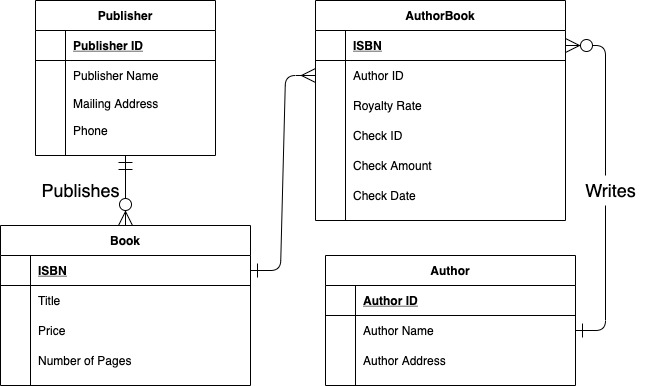 Publisher
Publisher ID
Publisher Name
Mailing Address
Phone
Publishes
Book
ISBN
Title
Price
Number of Pages
AuthorBook
ISBN
Author ID
Royalty Rate
Check ID
Check Amount
Check Date
Writes
Author
Author ID
Author Name
Author Address